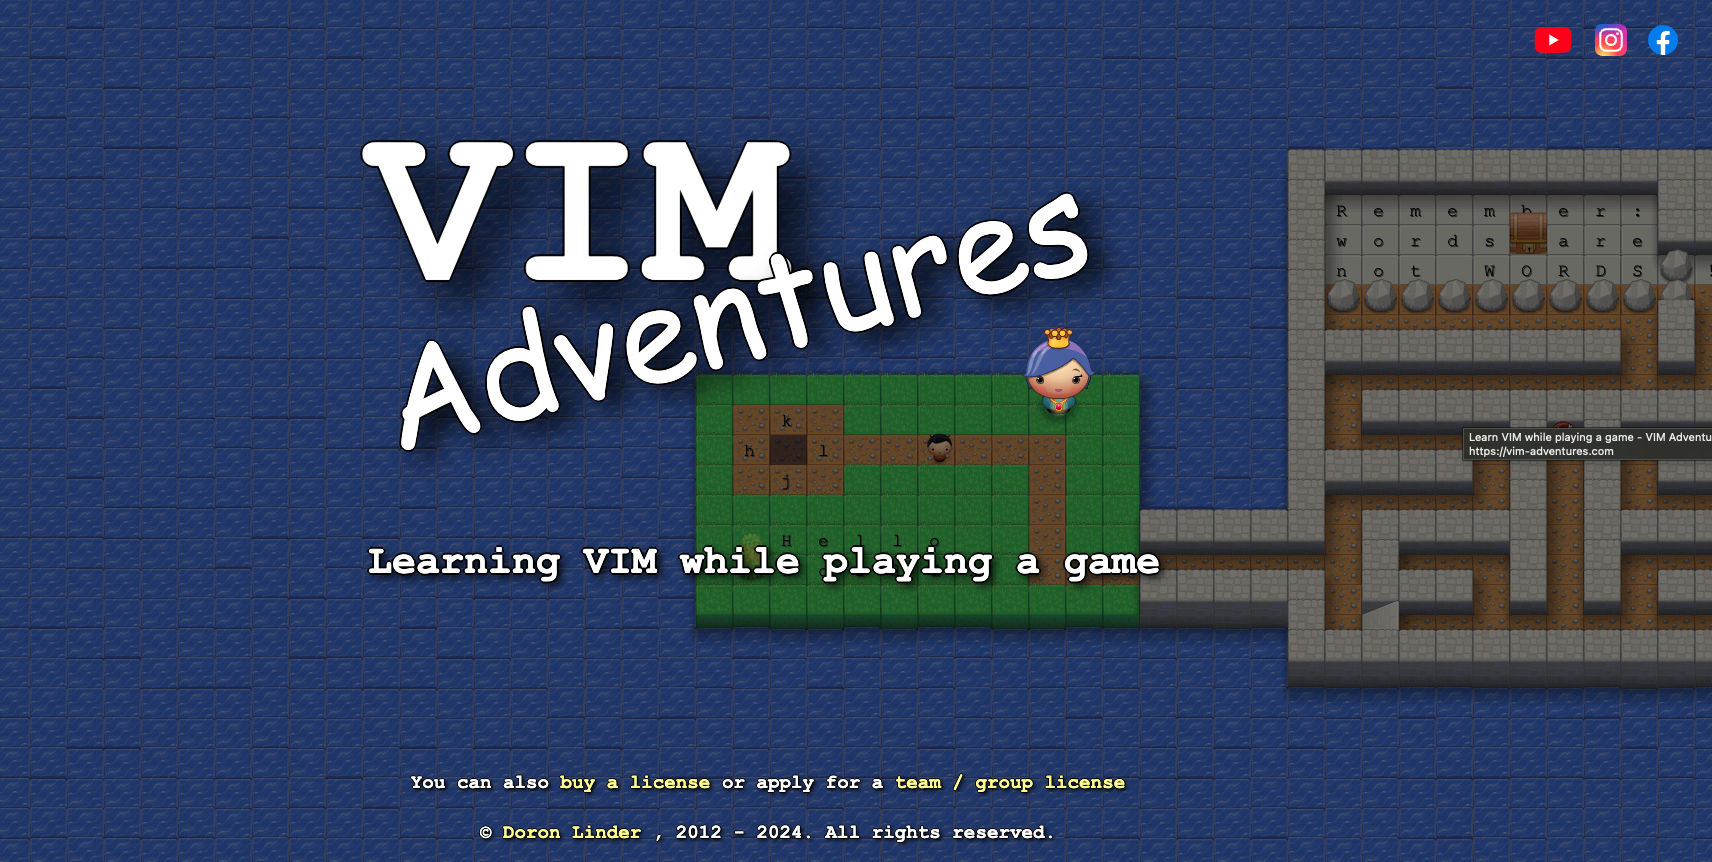 VIM
Adventures
R e m e m b e r :
w o r d s a r e
n o t W O R D S !
k
h l
j
Learn VIM while playing a game - VIM Adventu
https://vim-adventures.com
H e l l o
Learning VIM while playing a game
You can also buy a license or apply for a team / group license
© Doron Linder , 2012 - 2024. All rights reserved.